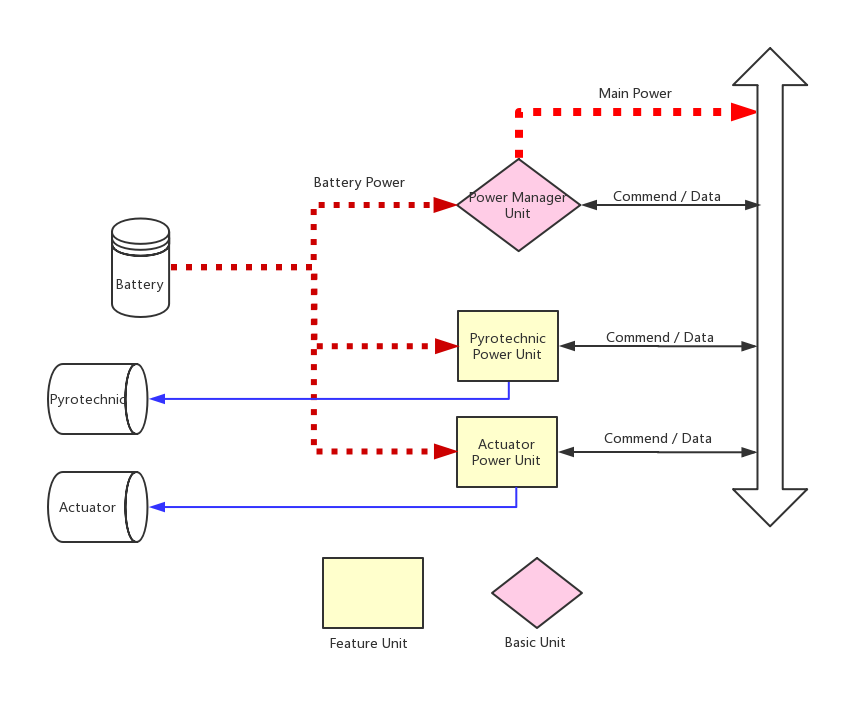 Main Power
Battery Power
Power Manager
Unit
Commend / Data
Battery
Pyrotechnic
Power Unit
Commend / Data
Pyrotechnic
Actuator
Power Unit
Commend / Data
Actuator
Feature Unit
Basic Unit